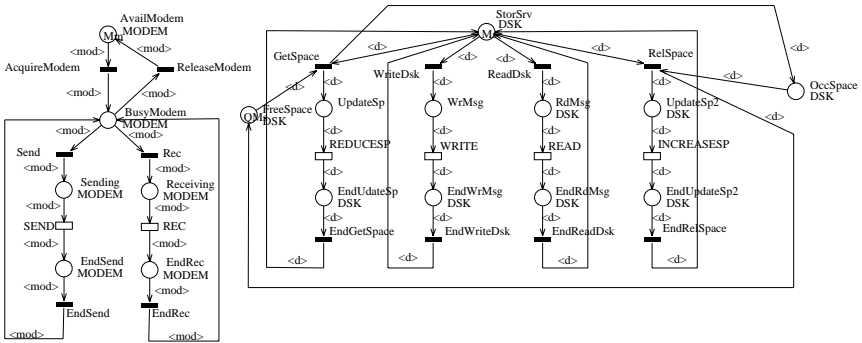 AvailModem
MODEM
Mm
<mod>
<mod>
AcquireModem
ReleaseModem
<mod>
<mod>
BusyModem
MODEM
<mod>
<mod>
Send
Rec
<mod>
<mod>
Sending
MODEM
Receiving
MODEM
<mod>
<mod>
SEND
REC
<mod>
<mod>
EndSend
MODEM
EndRec
MODEM
<mod>
<mod>
EndSend
EndRec
<mod>
<mod>
StorSrv
DSK
M
<d>
<d>
<d>
<d>
<d>
GetSpace
WriteDsk
ReadDsk
RelSpace
<d>
<d>
OccSpace
DSK
<d>
<d>
<d>
<d>
FreeSpace
DSK
UpdateSp
WrMsg
RdMsg
DSK
UpdateSp2
DSK
<d>
<d>
<d>
<d>
<d>
REDUCESP
WRITE
READ
INCREASESP
<d>
<d>
<d>
<d>
EndUdateSp
DSK
EndWrMsg
DSK
EndRdMsg
DSK
EndUpdateSp2
DSK
<d>
<d>
<d>
<d>
EndGetSpace
EndWriteDsk
EndReadDsk
EndRelSpace
<d>
<d>
<d>
<d>
<d>